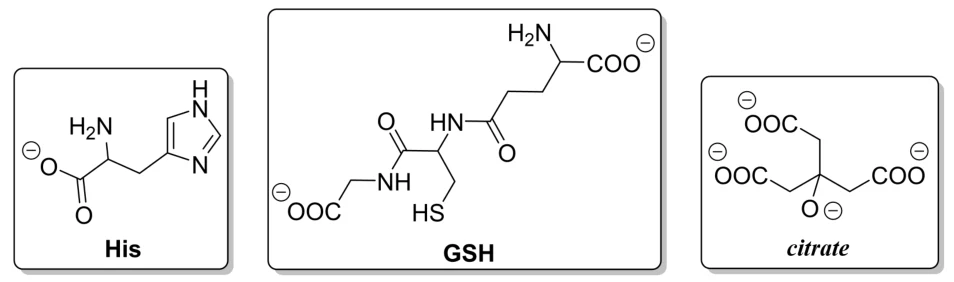 H
N
H₂N
⊖
O
N
O
His
H₂N
⊖
COO
O
HN
O
NH
⊖
OOC
HS
GSH
⊖
OOC
⊖
OOC
⊖
COO
O ⊖
citrate